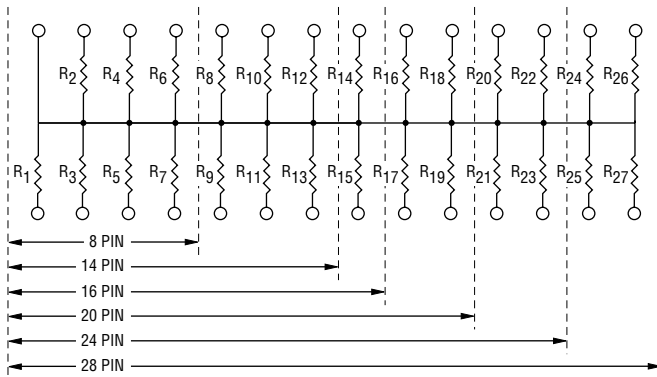 R2 R4 R6 R8 R10 R12 R14 R16 R18 R20 R22 R24 R26
R1 R3 R5 R7 R9 R11 R13 R15 R17 R19 R21 R23 R25 R27
8 PIN
14 PIN
16 PIN
20 PIN
24 PIN
28 PIN